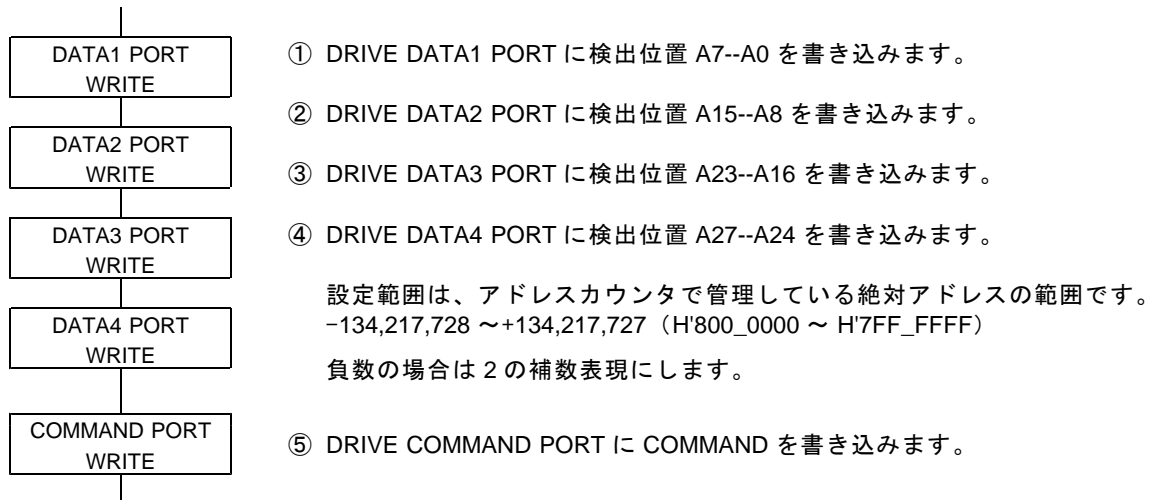 DATA1 PORT
WRITE
① DRIVE DATA1 PORT に検出位置 A7--A0 を書き込みます。
② DRIVE DATA2 PORT に検出位置 A15--A8 を書き込みます。
DATA2 PORT
WRITE
③ DRIVE DATA3 PORT に検出位置 A23--A16 を書き込みます。
DATA3 PORT
WRITE
④ DRIVE DATA4 PORT に検出位置 A27--A24 を書き込みます。
設定範囲は、アドレスカウンタで管理している絶対アドレスの範囲です。
DATA4 PORT
WRITE
−134,217,728 ～+134,217,727（H'800_0000 ～ H'7FF_FFFF）
負数の場合は 2 の補数表現にします。
COMMAND PORT
WRITE
⑤ DRIVE COMMAND PORT に COMMAND を書き込みます。